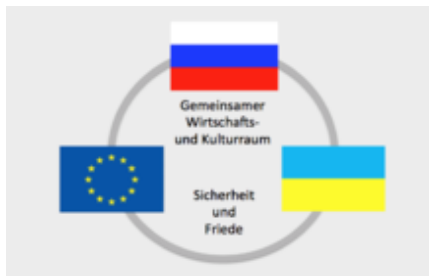 Gemeinsamer
Wirtschafts-
und Kulturraum
Sicherheit
und
Friede